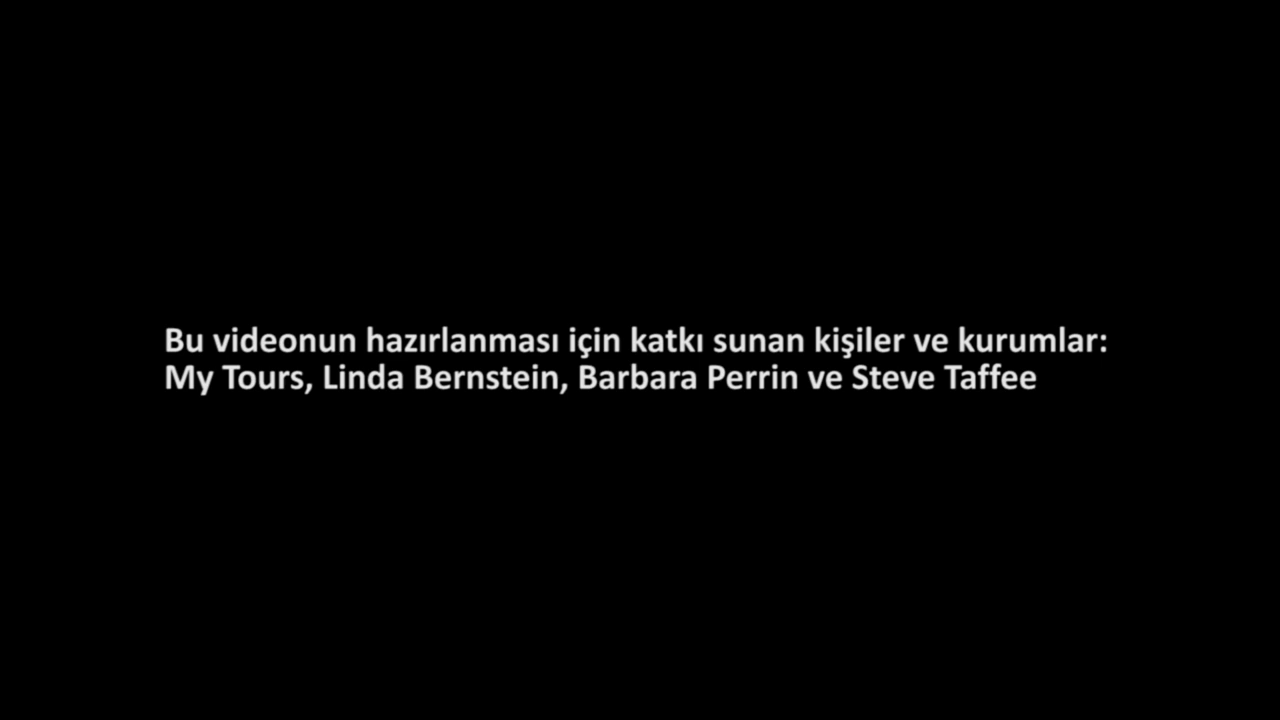 Bu videonun hazırlanması için katkı sunan kişiler ve kurumlar:
My Tours, Linda Bernstein, Barbara Perrin ve Steve Taffee